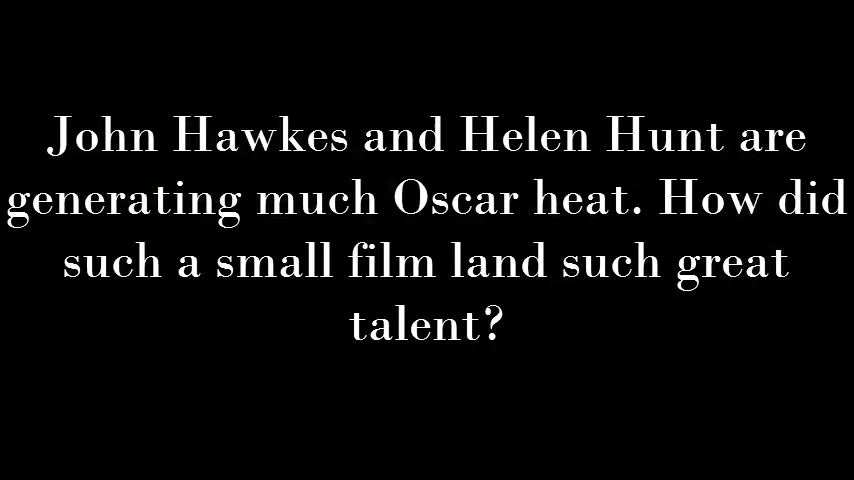 John Hawkes and Helen Hunt are
generating much Oscar heat. How did
such a small film land such great
talent?